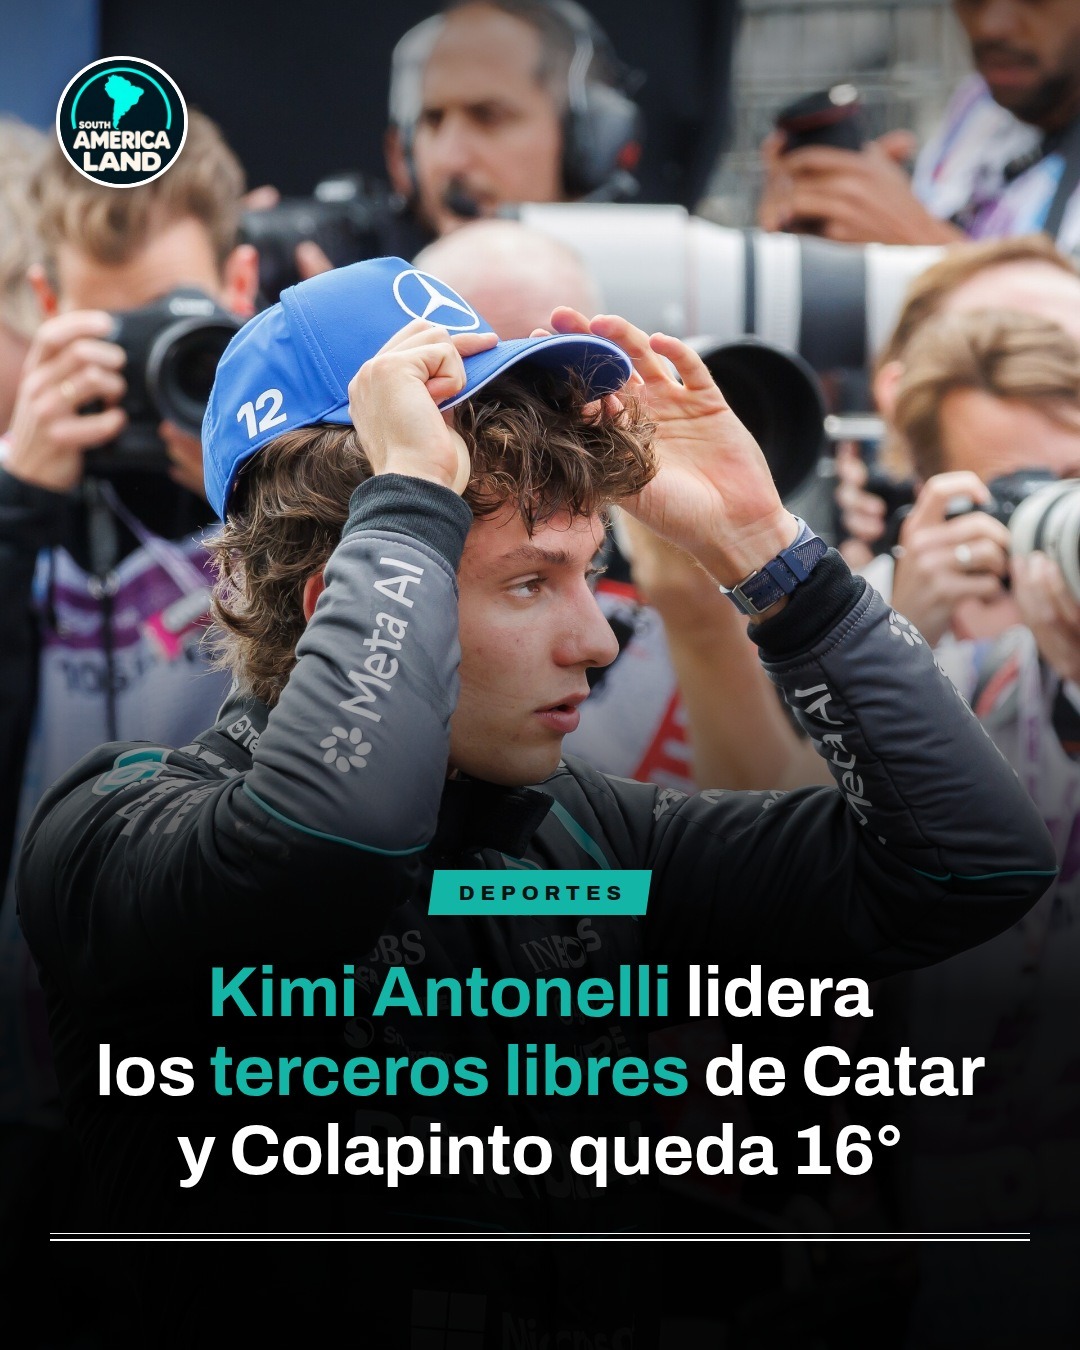 SOUTH
AMERICA
LAND
12
Meta AI
Meta AI
INEOS
DEPORTES
Kimi Antonelli lidera
los terceros libres de Catar
y Colapinto queda 16°